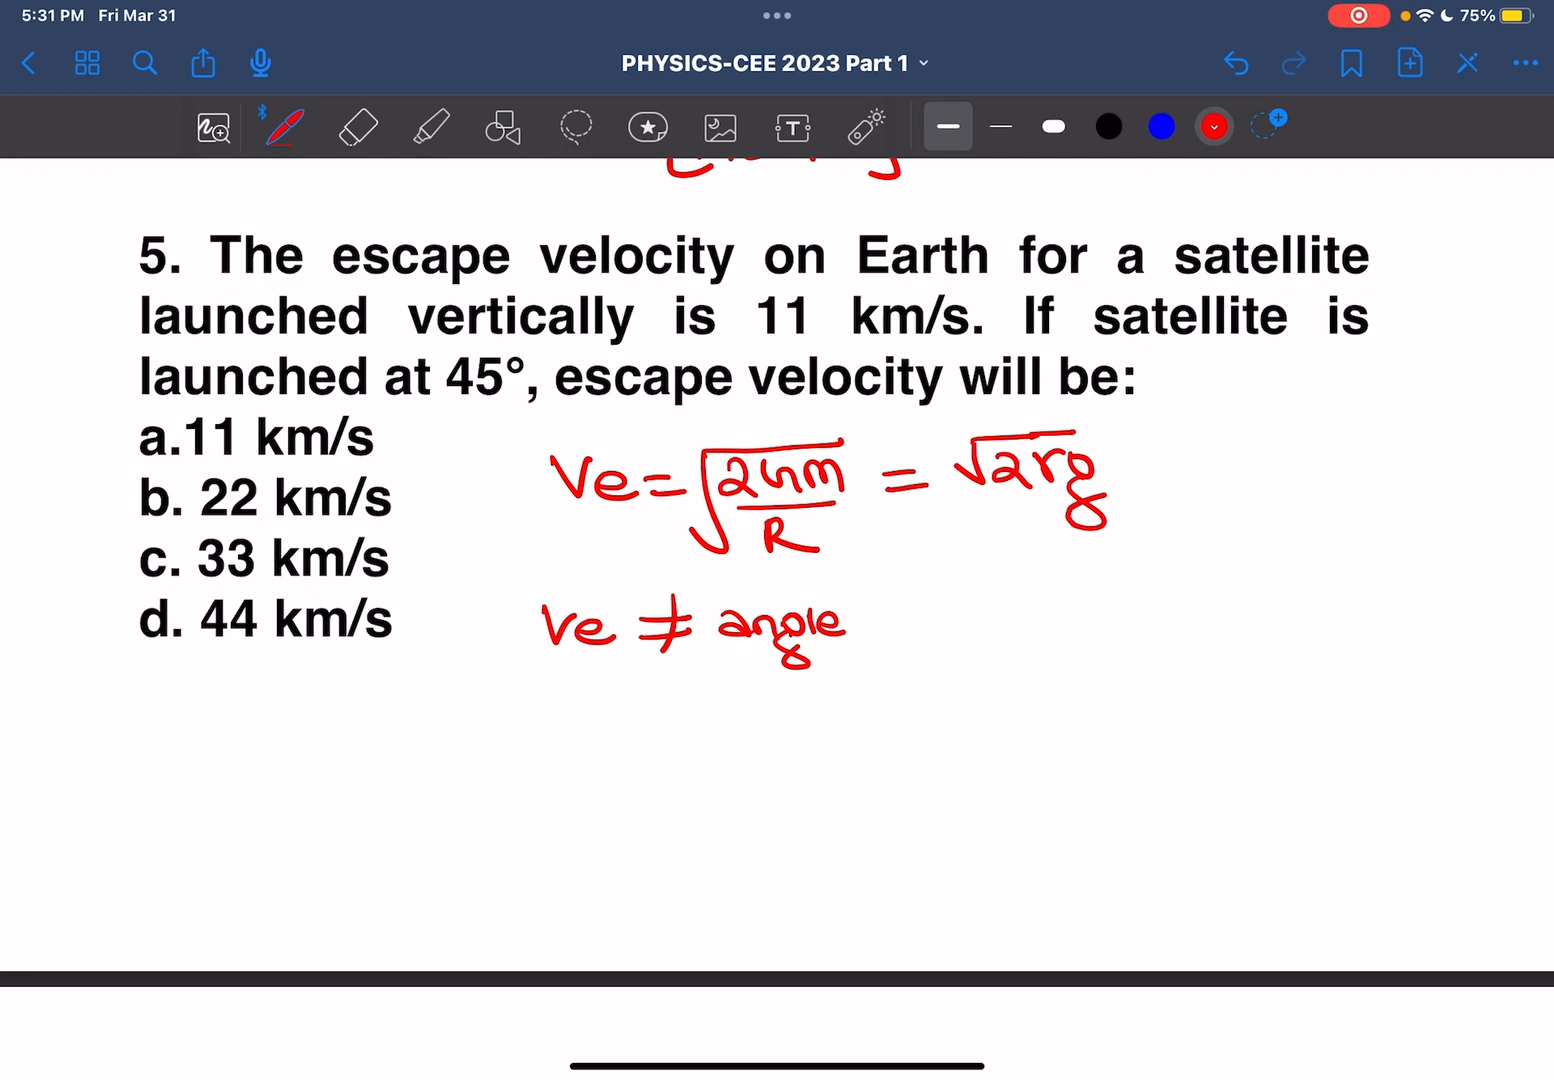 5:31 PM Fri Mar 31
75%
PHYSICS-CEE 2023 Part 1
T
5. The escape velocity on Earth for a satellite
launched vertically is 11 km/s. If satellite is
launched at 45°, escape velocity will be:
a.11 km/s
b. 22 km/s
c. 33 km/s
d. 44 km/s
Ve = √2Gm/R = √2rg
Ve ≠ angle